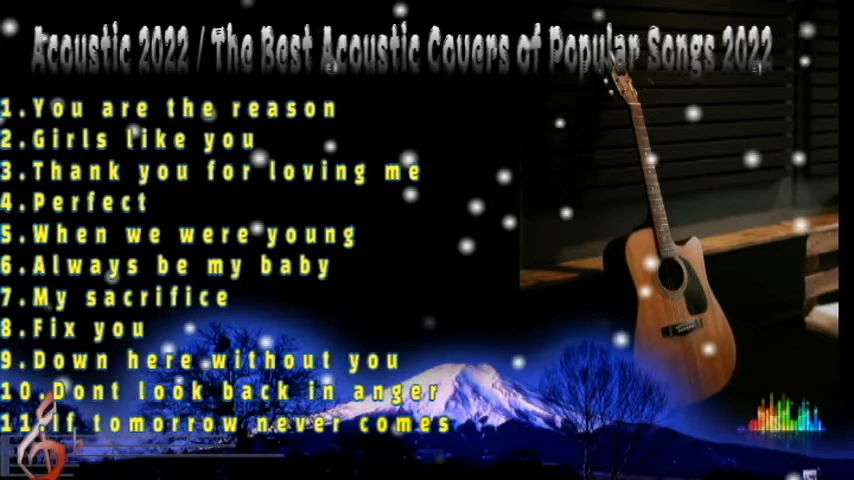 Acoustic 2022 / The Best Acoustic Covers of Popular Songs 2022
1.You are the reason
2.Girls like you
3.Thank you for loving me
4.Perfect
5.When we were young
6.Always be my baby
7.My sacrifice
8.Fix you
9.Down here without you
10.Dont look back in anger
11.If tomorrow never comes